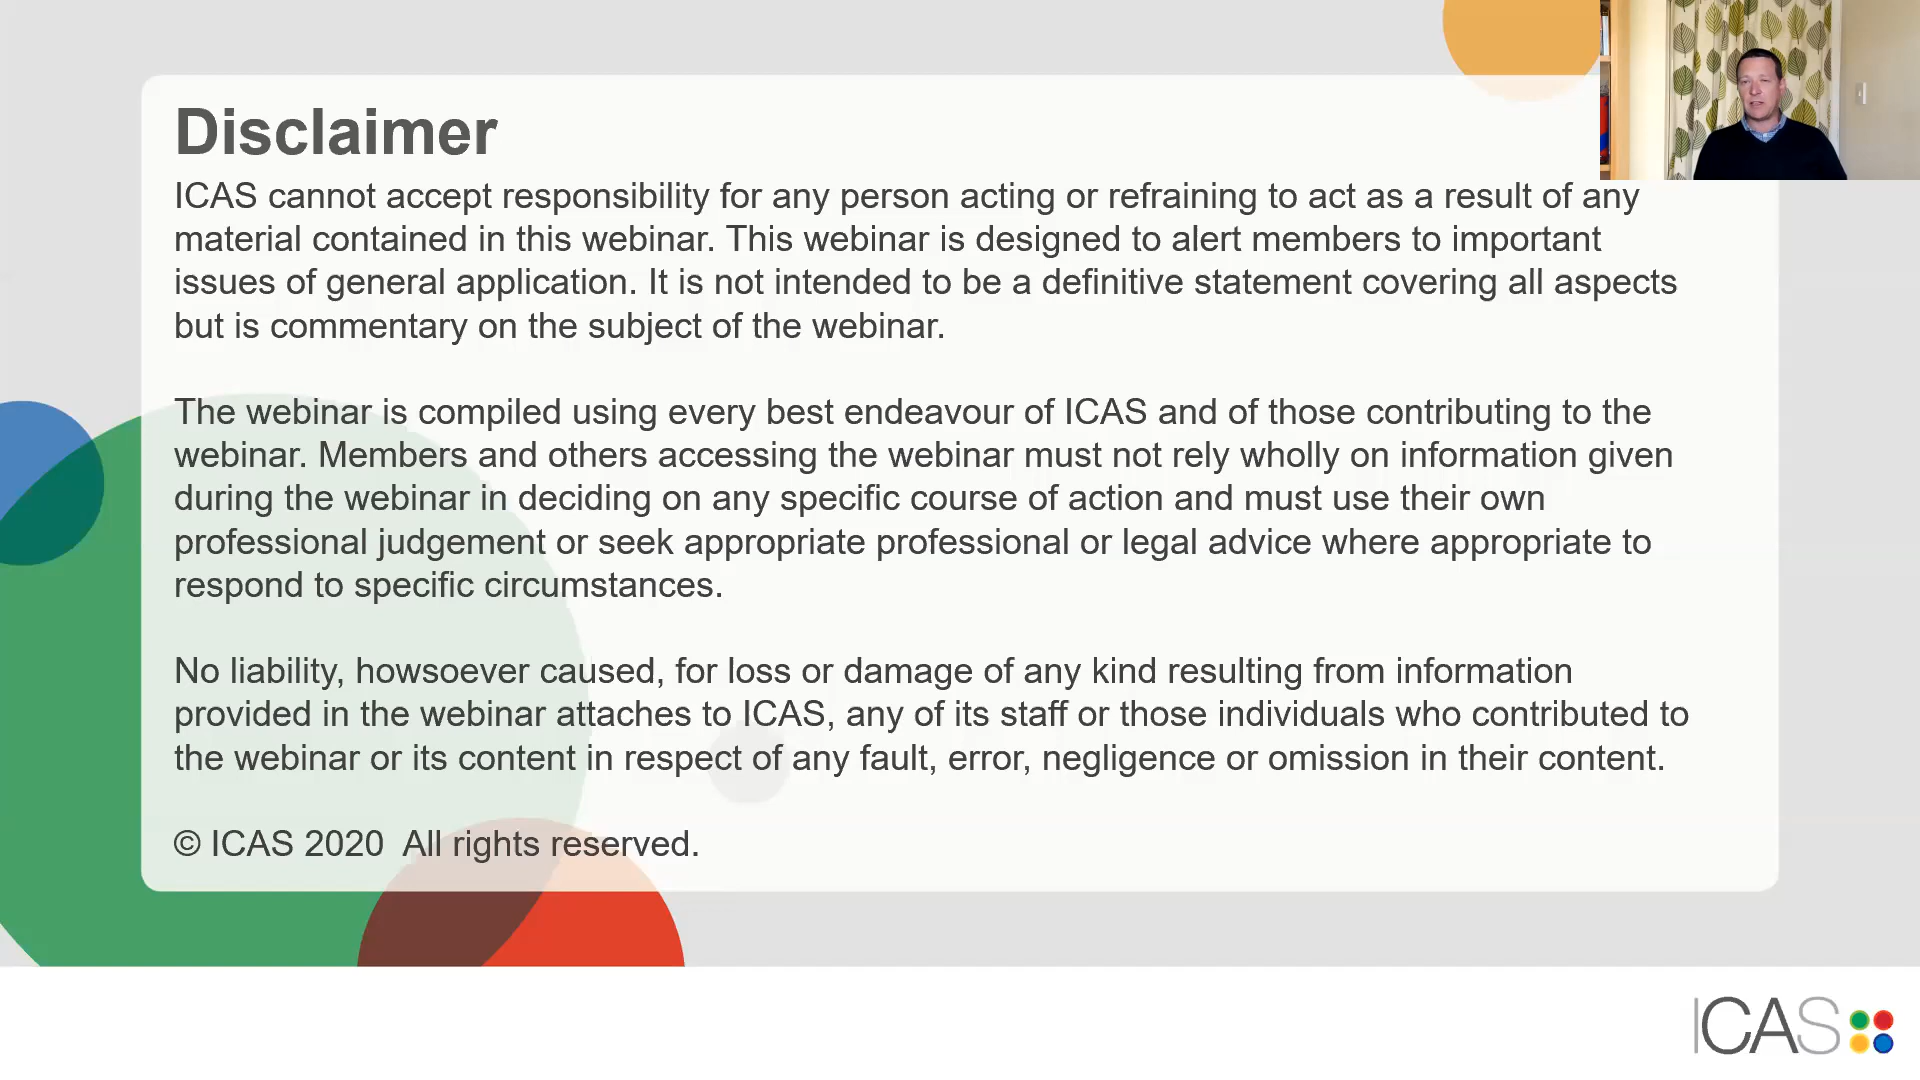 Disclaimer
ICAS cannot accept responsibility for any person acting or refraining to act as a result of any
material contained in this webinar. This webinar is designed to alert members to important
issues of general application. It is not intended to be a definitive statement covering all aspects
but is commentary on the subject of the webinar.
The webinar is compiled using every best endeavour of ICAS and of those contributing to the
webinar. Members and others accessing the webinar must not rely wholly on information given
during the webinar in deciding on any specific course of action and must use their own
professional judgement or seek appropriate professional or legal advice where appropriate to
respond to specific circumstances.
No liability, howsoever caused, for loss or damage of any kind resulting from information
provided in the webinar attaches to ICAS, any of its staff or those individuals who contributed to
the webinar or its content in respect of any fault, error, negligence or omission in their content.
© ICAS 2020  All rights reserved.
ICAS